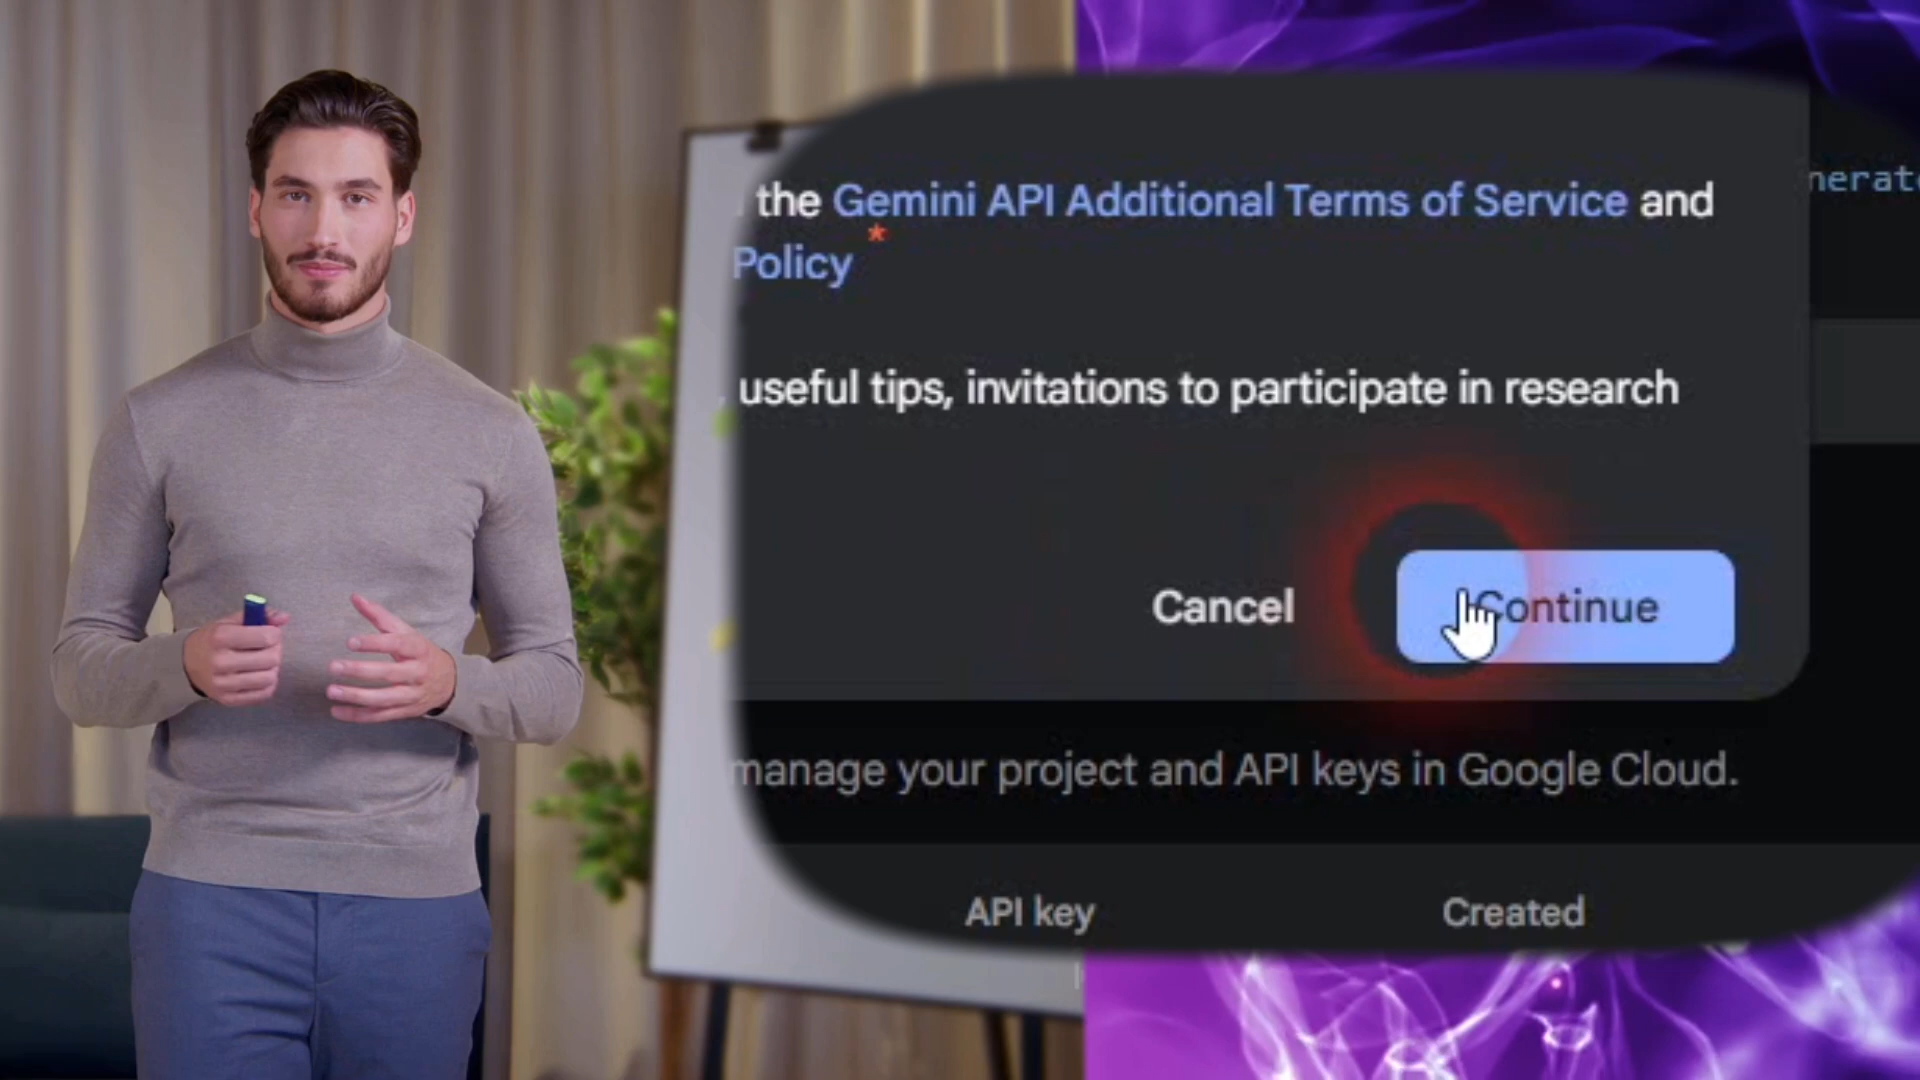 the Gemini API Additional Terms of Service and
Policy *
useful tips, invitations to participate in research
Cancel
Continue
manage your project and API keys in Google Cloud.
API key
Created